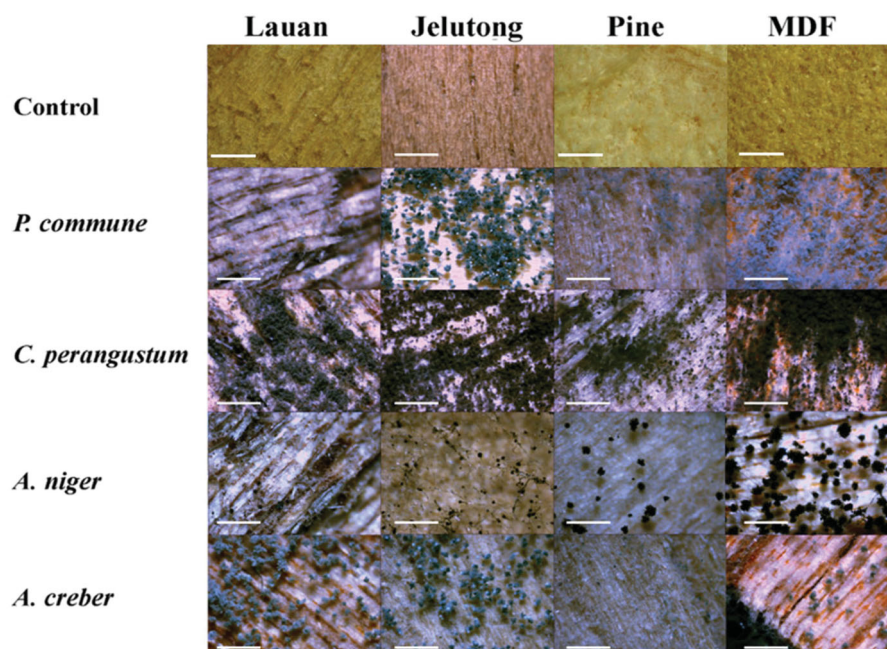 Lauan Jelutong Pine MDF
Control
P. commune
C. perangustum
A. niger
A. creber